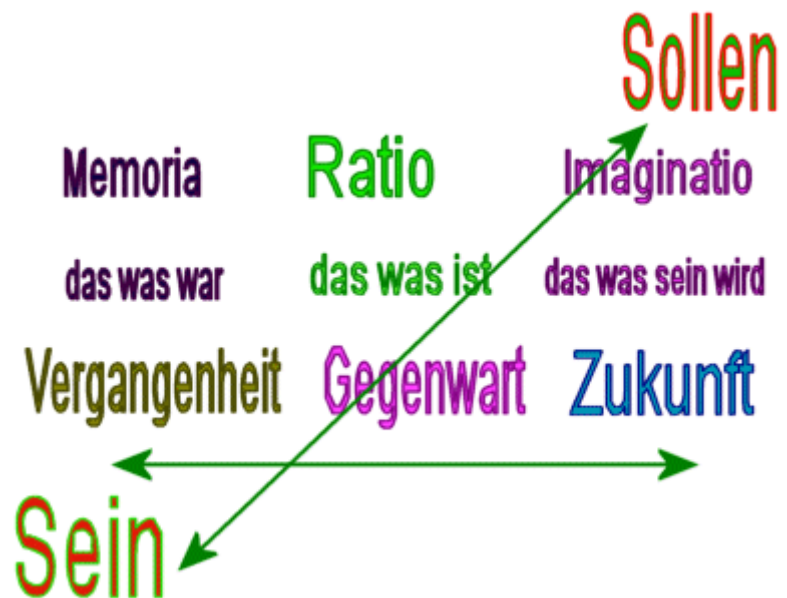 Sollen
Memoria Ratio Imaginatio
das was war das was ist das was sein wird
Vergangenheit Gegenwart Zukunft
Sein